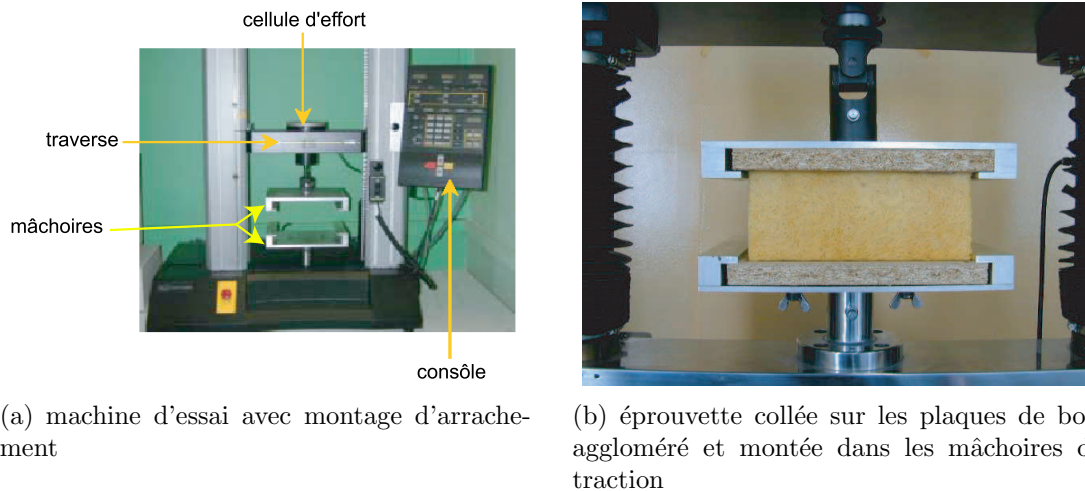 cellule d'effort
traverse
mâchoires
consôle
(a) machine d'essai avec montage d'arrache-
ment
(b) éprouvette collée sur les plaques de bo
aggloméré et montée dans les mâchoires d
traction